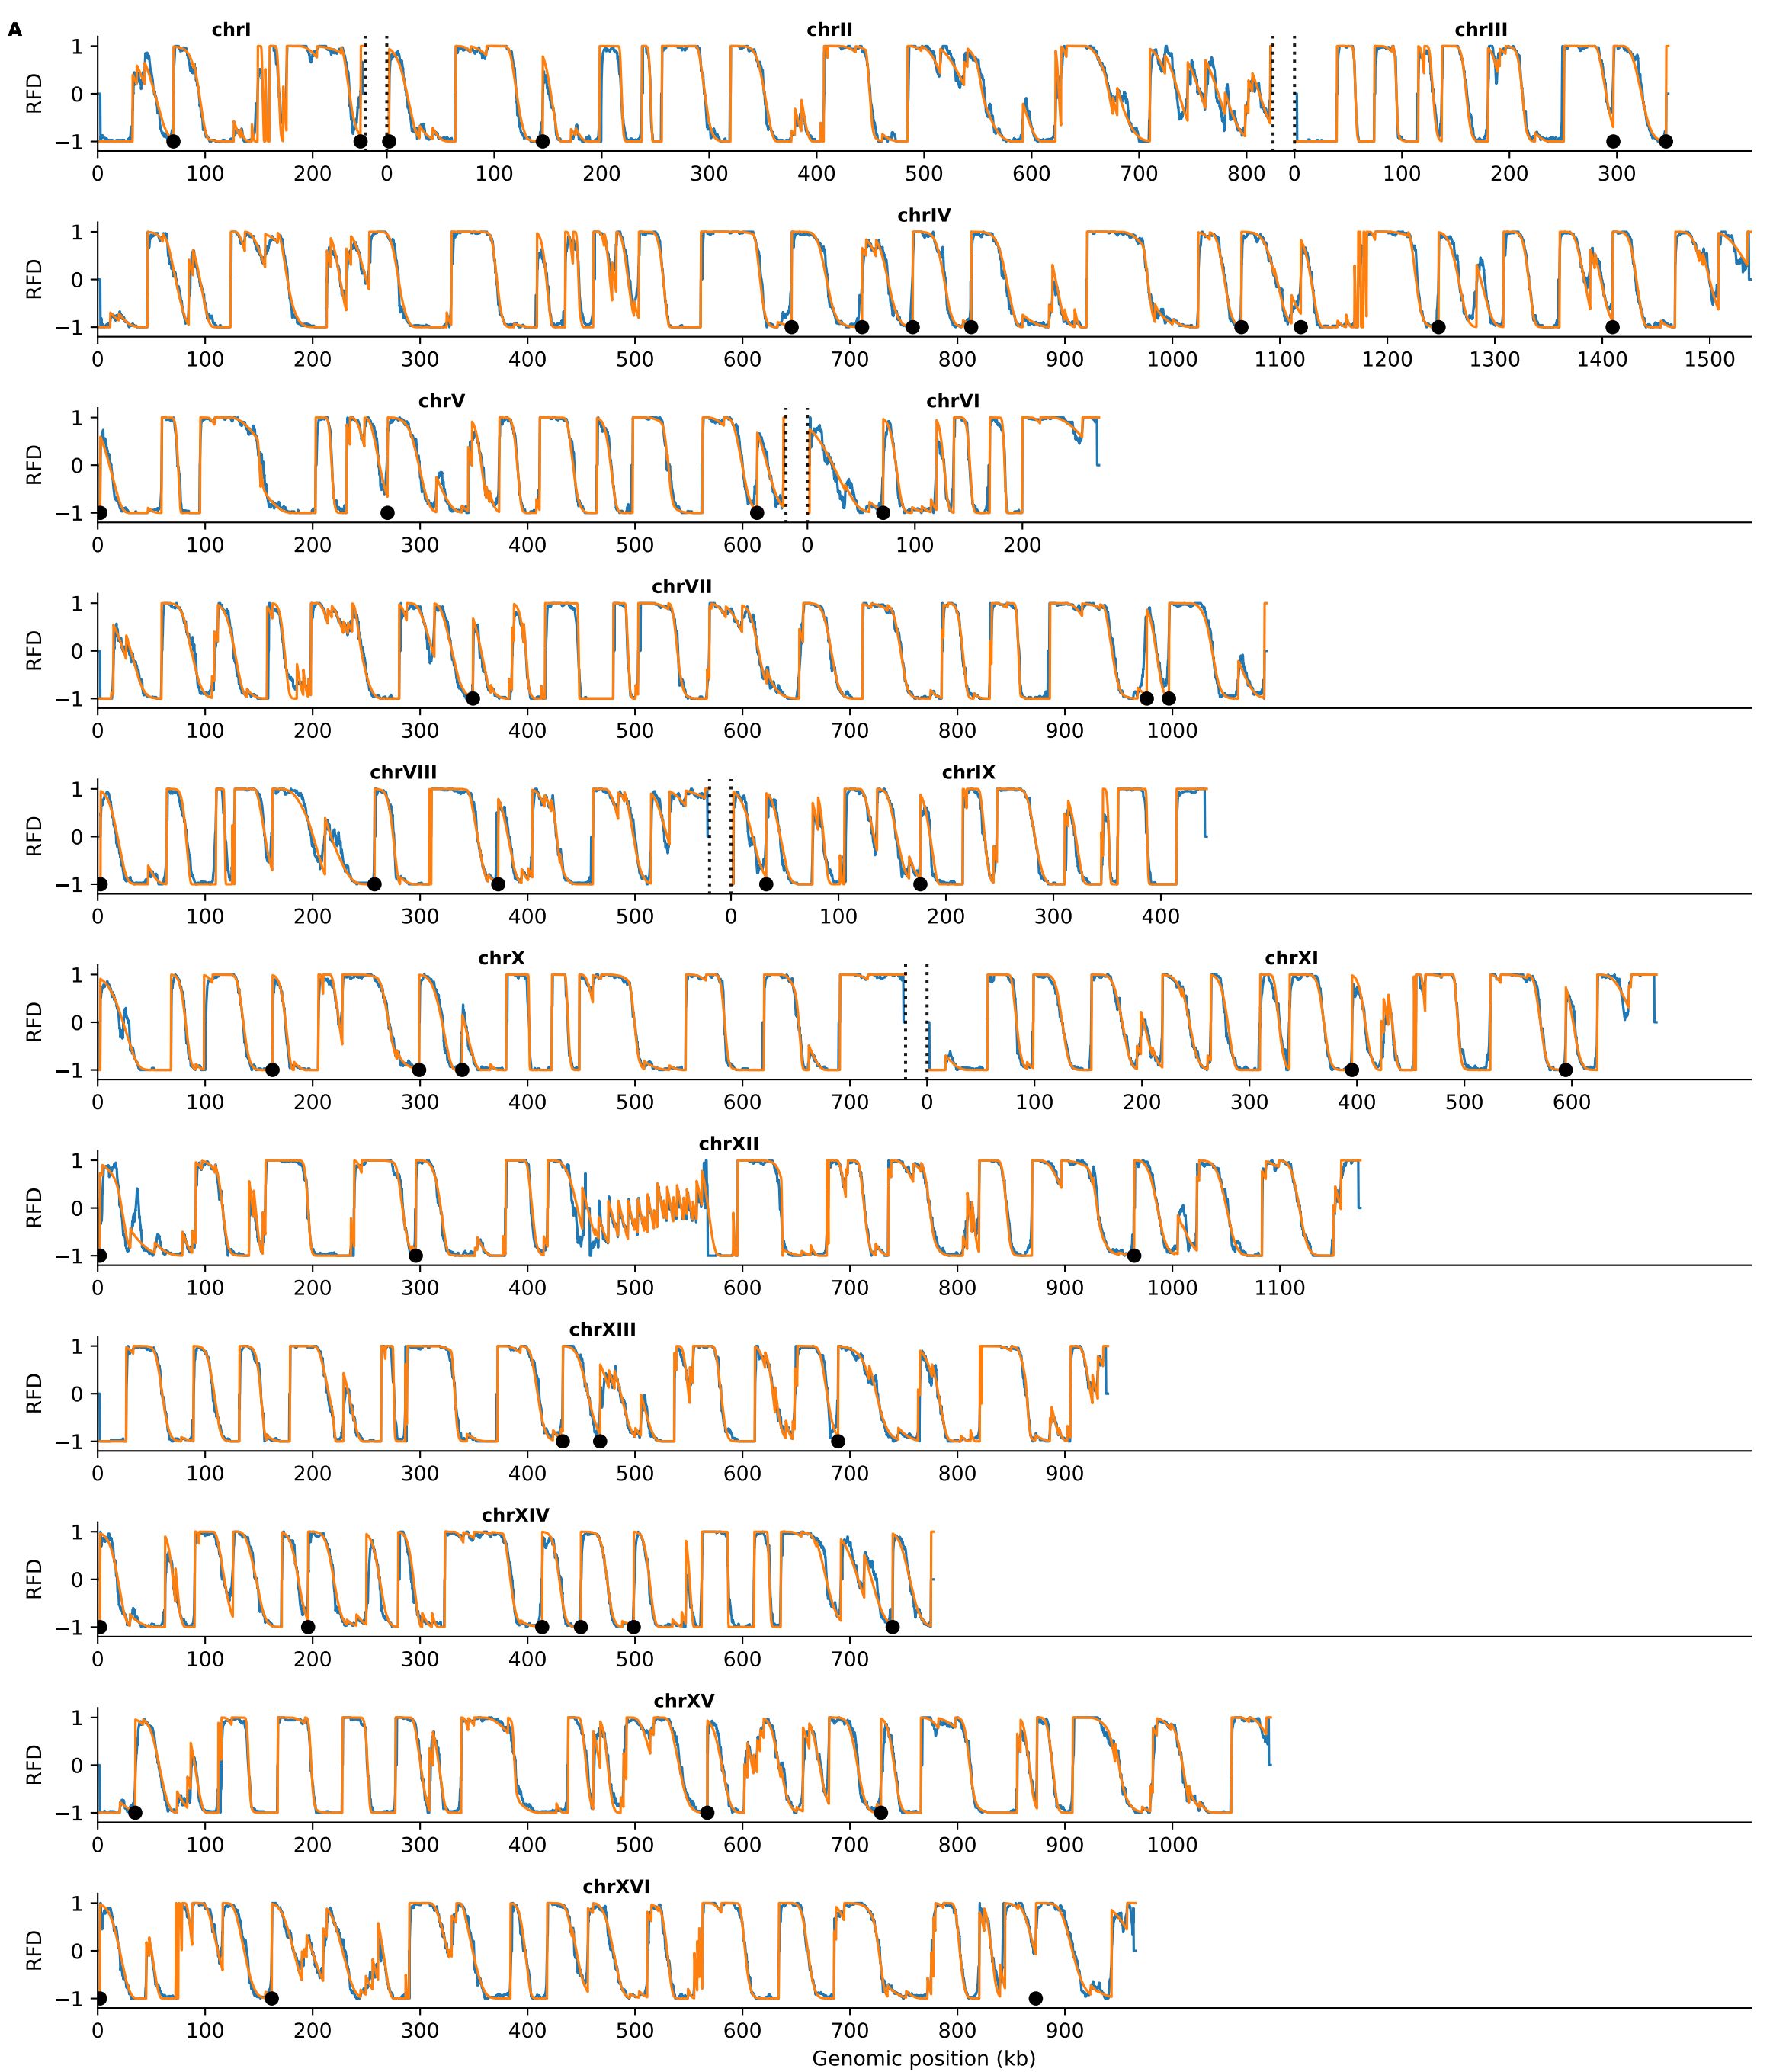 A
chrI chrII chrIII
RFD 1 0 −1
0 100 200 0 100 200 300 400 500 600 700 800 0 100 200 300
chrIV
RFD 1 0 −1
0 100 200 300 400 500 600 700 800 900 1000 1100 1200 1300 1400 1500
chrV chrVI
RFD 1 0 −1
0 100 200 300 400 500 600 0 100 200
chrVII
RFD 1 0 −1
0 100 200 300 400 500 600 700 800 900 1000
chrVIII chrIX
RFD 1 0 −1
0 100 200 300 400 500 0 100 200 300 400
chrX chrXI
RFD 1 0 −1
0 100 200 300 400 500 600 700 0 100 200 300 400 500 600
chrXII
RFD 1 0 −1
0 100 200 300 400 500 600 700 800 900 1000 1100
chrXIII
RFD 1 0 −1
0 100 200 300 400 500 600 700 800 900
chrXIV
RFD 1 0 −1
0 100 200 300 400 500 600 700
chrXV
RFD 1 0 −1
0 100 200 300 400 500 600 700 800 900 1000
chrXVI
RFD 1 0 −1
0 100 200 300 400 500 600 700 800 900
Genomic position (kb)